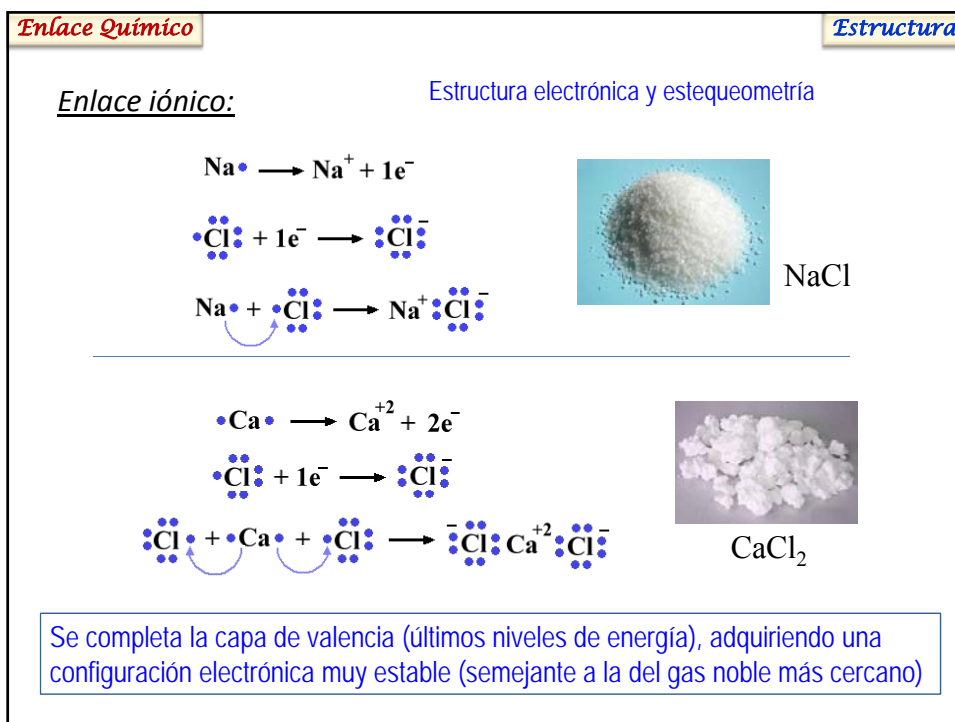 Enlace Químico
Estructura
Enlace iónico:
Estructura electrónica y estequeometría
Na• ⟶ Na⁺ + 1e⁻
Cl + 1e⁻ ⟶ Cl⁻
NaCl
Na• + •Cl ⟶ Na⁺ Cl⁻
•Ca• ⟶ Ca⁺² + 2e⁻
Cl + 1e⁻ ⟶ Cl⁻
Cl• + •Ca• + •Cl ⟶ ⁻Cl Ca⁺² Cl⁻
CaCl₂
Se completa la capa de valencia (últimos niveles de energía), adquiriendo una
configuración electrónica muy estable (semejante a la del gas noble más cercano)